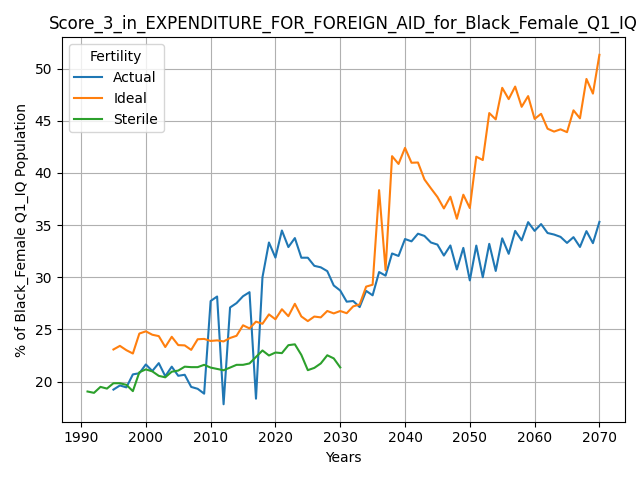 Score_3_in_EXPENDITURE_FOR_FOREIGN_AID_for_Black_Female_Q1_IQ
Fertility
Actual
Ideal
Sterile
% of Black_Female Q1_IQ Population
50
45
40
35
30
25
20
1990 2000 2010 2020 2030 2040 2050 2060 2070
Years